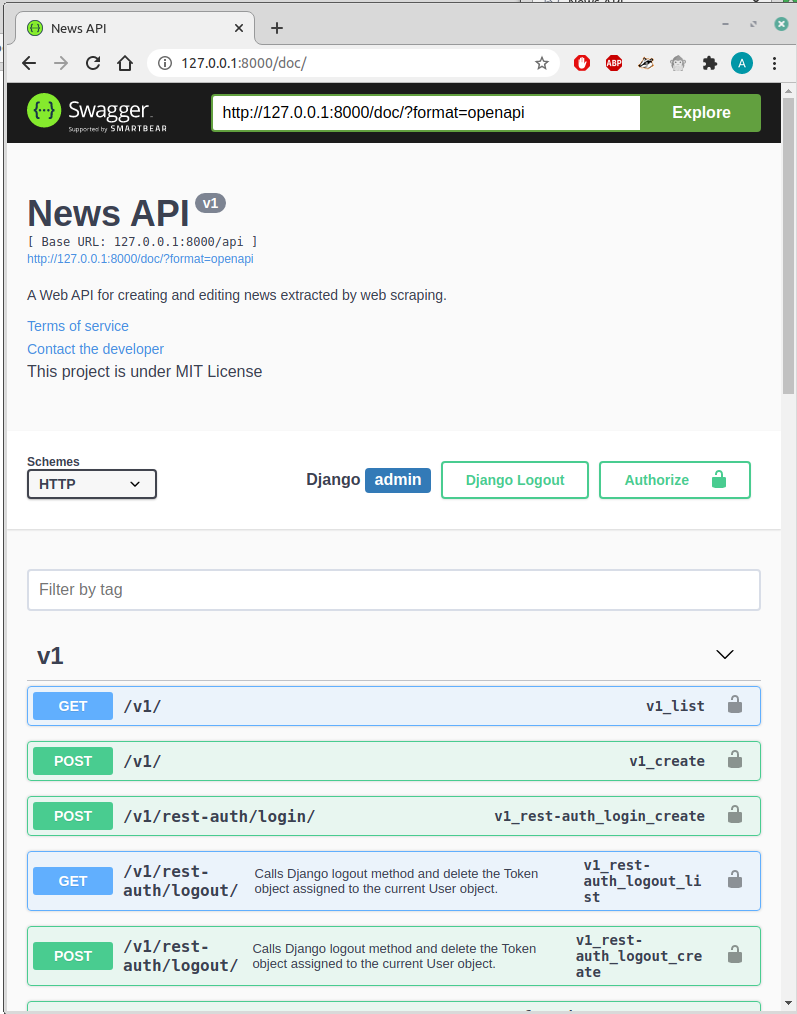 News API
127.0.0.1:8000/doc/
ABP
A
Swagger
Supported by SMARTBEAR
http://127.0.0.1:8000/doc/?format=openapi
Explore
News API v1
[ Base URL: 127.0.0.1:8000/api ]
http://127.0.0.1:8000/doc/?format=openapi
A Web API for creating and editing news extracted by web scraping.
Terms of service
Contact the developer
This project is under MIT License
Schemes
HTTP
Django admin
Django Logout
Authorize
Filter by tag
v1
GET /v1/ v1_list
POST /v1/ v1_create
POST /v1/rest-auth/login/ v1_rest-auth_login_create
GET
/v1/rest-
auth/logout/
Calls Django logout method and delete the Token
object assigned to the current User object.
v1_rest-
auth_logout_li
st
POST
/v1/rest-
auth/logout/
Calls Django logout method and delete the Token
object assigned to the current User object.
v1_rest-
auth_logout_cre
ate